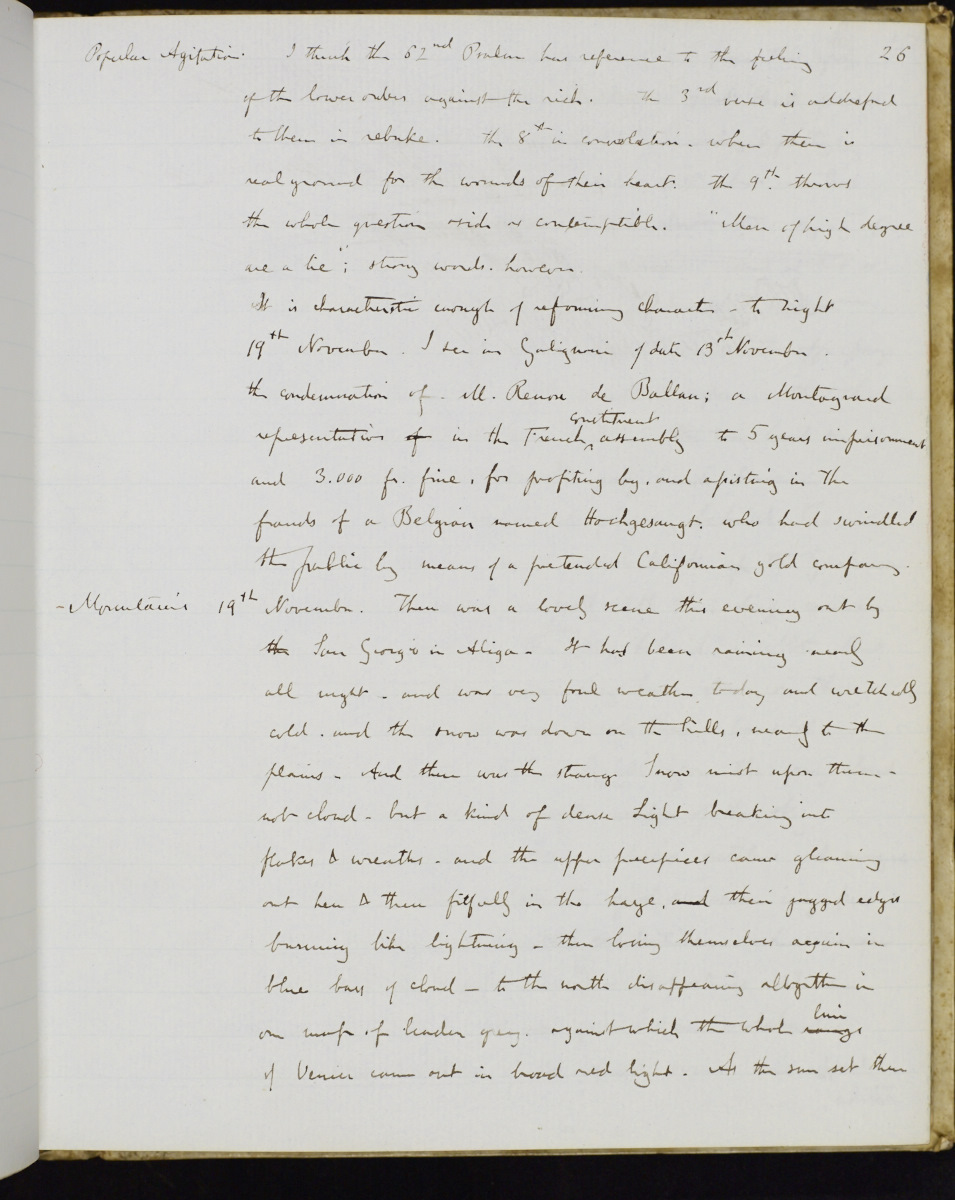 Popular Agitation. I think the 62nd Psalm has reference to the feeling 26
of the lower orders against the rich. The 3rd verse is addressed
to them in rebuke. the 8th in consolation. when there is
real ground for the wounds of their heart. the 9th. throws
the whole question aside as contemptible. "Men of high degree
are a lie"; strong words. however.
It is characteristic enough of reforming character - to night
19th November. I see in Galignani of date 13th November.
the condemnation of. M. Renou de Ballan; a Montagnard
constituent
representative of in the French assembly to 5 years imprisonment
and 3.000 fr. fine, for profiting by, and assisting in the
frauds of a Belgian named Hochgesangt. who had swindled
the public by means of a pretended Californian gold company.
- Mountains 19th November. There was a lovely scene this evening out by
the San Giorgio in Aliga - It had been raining nearly
all night - and was very foul weather today and wretchedly
cold. and the snow was down on the hills, nearly to the
plains - And there was the strange Snow mist upon them -
not cloud - but a kind of dense Light breaking into
flakes & wreaths - and the upper precipices came gleaming
out here & there fitfully in the haze, and their jagged edges
burning like lightning - then losing themselves again in
blue bars of cloud - to the north disappearing altogether in
line
one mass of leaden grey. against which the whole range
of Venice came out in broad red light. As the sun set there